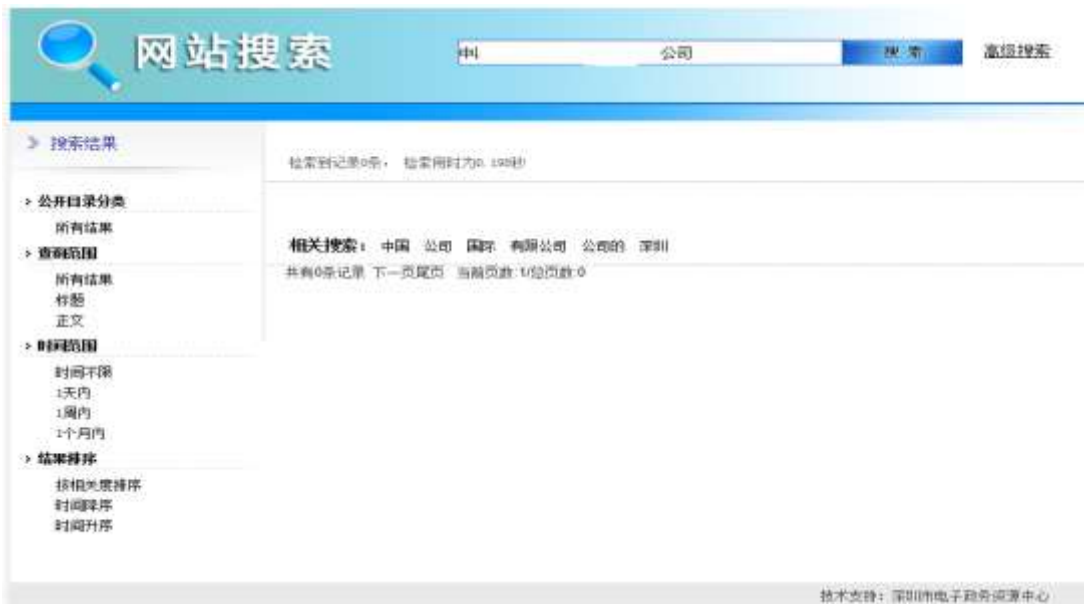 网站搜索
公司
搜 索
高级搜索
搜索结果
检索到记录0条， 检索用时为0.198秒
公开目录分类
所有结果
查询范围
所有结果
标题
正文
时间范围
时间不限
1天内
1周内
1个月内
结果排序
按相关度排序
时间降序
时间升序
相关搜索： 中国 公司 国际 有限公司 公司的 深圳
共有0条记录 下一页尾页 当前页数:1/总页数:0
技术支持：深圳市电子政务资源中心